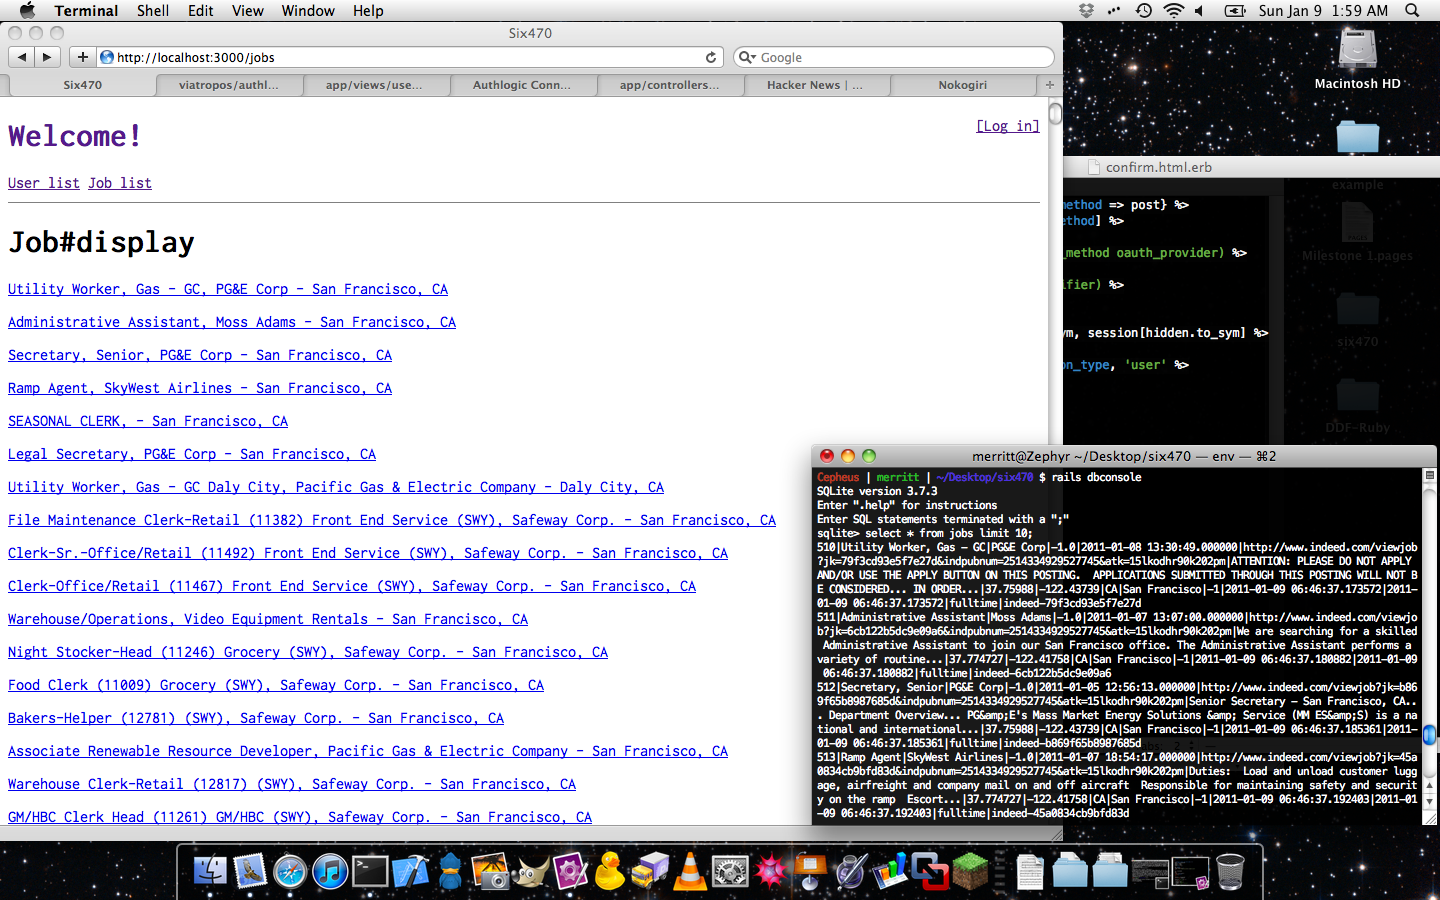 Terminal Shell Edit View Window Help
Sun Jan 9 1:59 AM
Six470
http://localhost:3000/jobs
Google
Six470
viatropos/authl...
app/views/use...
Authlogic Conn...
app/controllers...
Hacker News | ...
Nokogiri
Welcome!
[Log in]
User list Job list
Job#display
Utility Worker, Gas - GC, PG&E Corp - San Francisco, CA
Administrative Assistant, Moss Adams - San Francisco, CA
Secretary, Senior, PG&E Corp - San Francisco, CA
Ramp Agent, SkyWest Airlines - San Francisco, CA
SEASONAL CLERK, - San Francisco, CA
Legal Secretary, PG&E Corp - San Francisco, CA
Utility Worker, Gas - GC Daly City, Pacific Gas & Electric Company - Daly City, CA
File Maintenance Clerk-Retail (11382) Front End Service (SWY), Safeway Corp. - San Francisco, CA
Clerk-Sr.-Office/Retail (11492) Front End Service (SWY), Safeway Corp. - San Francisco, CA
Clerk-Office/Retail (11467) Front End Service (SWY), Safeway Corp. - San Francisco, CA
Warehouse/Operations, Video Equipment Rentals - San Francisco, CA
Night Stocker-Head (11246) Grocery (SWY), Safeway Corp. - San Francisco, CA
Food Clerk (11009) Grocery (SWY), Safeway Corp. - San Francisco, CA
Bakers-Helper (12781) (SWY), Safeway Corp. - San Francisco, CA
Associate Renewable Resource Developer, Pacific Gas & Electric Company - San Francisco, CA
Warehouse Clerk-Retail (12817) (SWY), Safeway Corp. - San Francisco, CA
GM/HBC Clerk Head (11261) GM/HBC (SWY), Safeway Corp. - San Francisco, CA
Macintosh HD
confirm.html.erb
example
Milestone 1.pages
six470
DDF-Ruby
method => post} %>
ethod] %>
_method oauth_provider) %>
ifier) %>
ym, session[hidden.to_sym] %>
on_type, 'user' %>
merritt@Zephyr ~/Desktop/six470 — env — ⌘2
Cepheus | merritt | ~/Desktop/six470 $ rails dbconsole
SQLite version 3.7.3
Enter ".help" for instructions
Enter SQL statements terminated with a ";"
sqlite> select * from jobs limit 10;
510|Utility Worker, Gas - GC|PG&E Corp|-1.0|2011-01-08 13:30:49.000000|http://www.indeed.com/viewjob
?jk=79f3cd93e5f7e27d&indpubnum=2514334929527745&atk=15lkodhr90k202pm|ATTENTION: PLEASE DO NOT APPLY
AND/OR USE THE APPLY BUTTON ON THIS POSTING.  APPLICATIONS SUBMITTED THROUGH THIS POSTING WILL NOT B
E CONSIDERED... IN ORDER...|37.75988|-122.43739|CA|San Francisco|-1|2011-01-09 06:46:37.173572|2011-
01-09 06:46:37.173572|fulltime|indeed-79f3cd93e5f7e27d
511|Administrative Assistant|Moss Adams|-1.0|2011-01-07 13:07:00.000000|http://www.indeed.com/viewjo
b?jk=6cb122b5dc9e09a6&indpubnum=2514334929527745&atk=15lkodhr90k202pm|We are searching for a skilled
Administrative Assistant to join our San Francisco office. The Administrative Assistant performs a
variety of routine...|37.774727|-122.41758|CA|San Francisco|-1|2011-01-09 06:46:37.180882|2011-01-09
06:46:37.180882|fulltime|indeed-6cb122b5dc9e09a6
512|Secretary, Senior|PG&E Corp|-1.0|2011-01-05 12:56:13.000000|http://www.indeed.com/viewjob?jk=b86
9f65b8987685d&indpubnum=2514334929527745&atk=15lkodhr90k202pm|Senior Secretary - San Francisco, CA..
. Department Overview... PG&amp;E's Mass Market Energy Solutions &amp; Service (MM ES&amp;S) is a na
tional and international...|37.75988|-122.43739|CA|San Francisco|-1|2011-01-09 06:46:37.185361|2011-
01-09 06:46:37.185361|fulltime|indeed-b869f65b8987685d
513|Ramp Agent|SkyWest Airlines|-1.0|2011-01-07 18:54:17.000000|http://www.indeed.com/viewjob?jk=45a
0834cb9bfd83d&indpubnum=2514334929527745&atk=15lkodhr90k202pm|Duties:  Load and unload customer lugg
age, airfreight and company mail on and off aircraft  Responsible for maintaining safety and securit
y on the ramp  Escort...|37.774727|-122.41758|CA|San Francisco|-1|2011-01-09 06:46:37.192403|2011-01
-09 06:46:37.192403|fulltime|indeed-45a0834cb9bfd83d